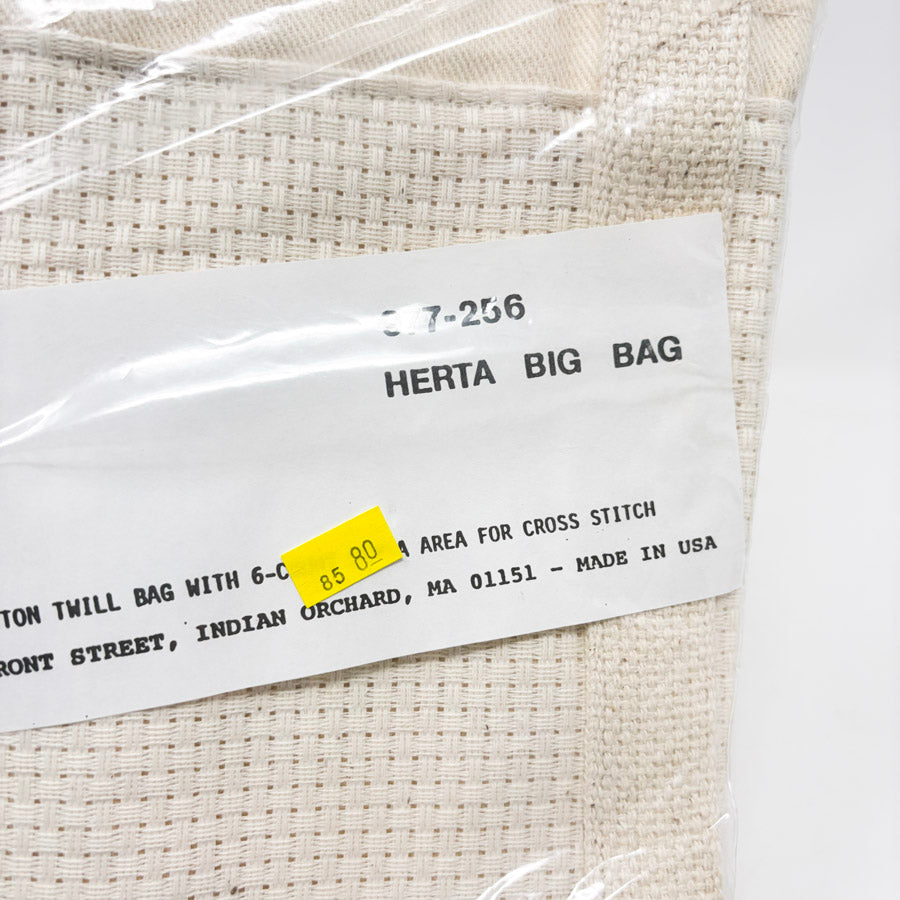 7-256
HERTA BIG BAG
TON TWILL BAG WITH 6-C A AREA FOR CROSS STITCH
85 80
RONT STREET, INDIAN ORCHARD, MA 01151 - MADE IN USA